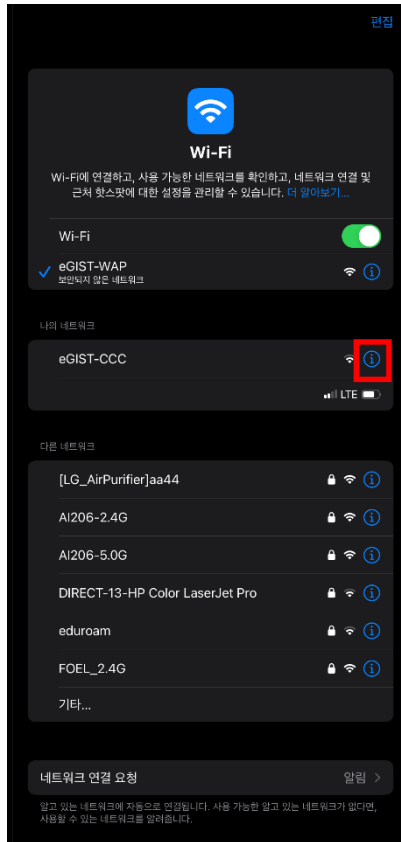 편집
Wi-Fi
Wi-Fi에 연결하고, 사용 가능한 네트워크를 확인하고, 네트워크 연결 및
근처 핫스팟에 대한 설정을 관리할 수 있습니다. 더 알아보기...
Wi-Fi
eGIST-WAP
보안되지 않은 네트워크
나의 네트워크
eGIST-CCC
LTE
다른 네트워크
[LG_AirPurifier]aa44
AI206-2.4G
AI206-5.0G
DIRECT-13-HP Color LaserJet Pro
eduroam
FOEL_2.4G
기타...
네트워크 연결 요청 알림
알고 있는 네트워크에 자동으로 연결됩니다. 사용 가능한 알고 있는 네트워크가 없다면,
사용할 수 있는 네트워크를 알려줍니다.